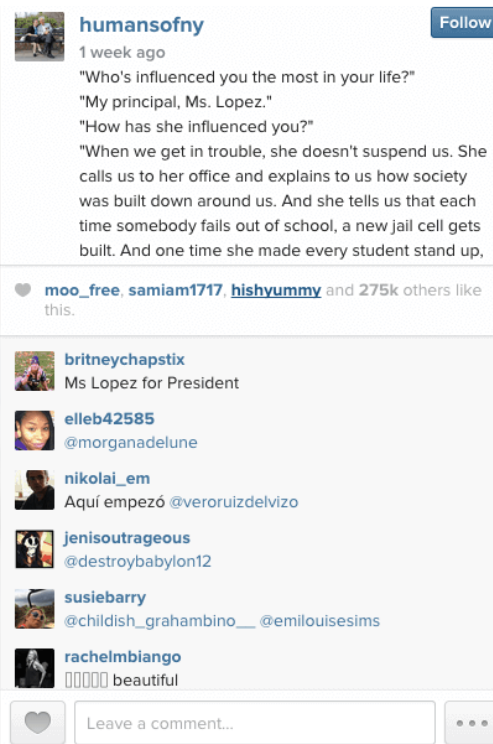 humansofny
Follow
1 week ago
"Who's influenced you the most in your life?"
"My principal, Ms. Lopez."
"How has she influenced you?"
"When we get in trouble, she doesn't suspend us. She
calls us to her office and explains to us how society
was built down around us. And she tells us that each
time somebody fails out of school, a new jail cell gets
built. And one time she made every student stand up,
moo_free, samiam1717, hishyummy and 275k others like
this.
britneychapstix
Ms Lopez for President
elleb42585
@morganadelune
nikolai_em
Aquí empezó @veroruizdelvizo
jenisoutrageous
@destroybabylon12
susiebarry
@childish_grahambino__ @emilouisesims
rachelmbiango
▯▯▯▯▯ beautiful
Leave a comment...